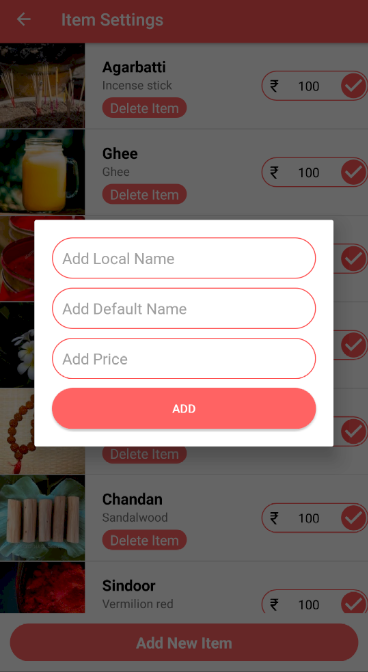 Item Settings
Agarbatti
Incense stick
Delete Item
₹ 100
Ghee
Ghee
Delete Item
₹ 100
Add Local Name
Add Default Name
Add Price
ADD
Delete Item
Chandan
Sandalwood
Delete Item
₹ 100
Sindoor
Vermilion red
₹ 100
Add New Item